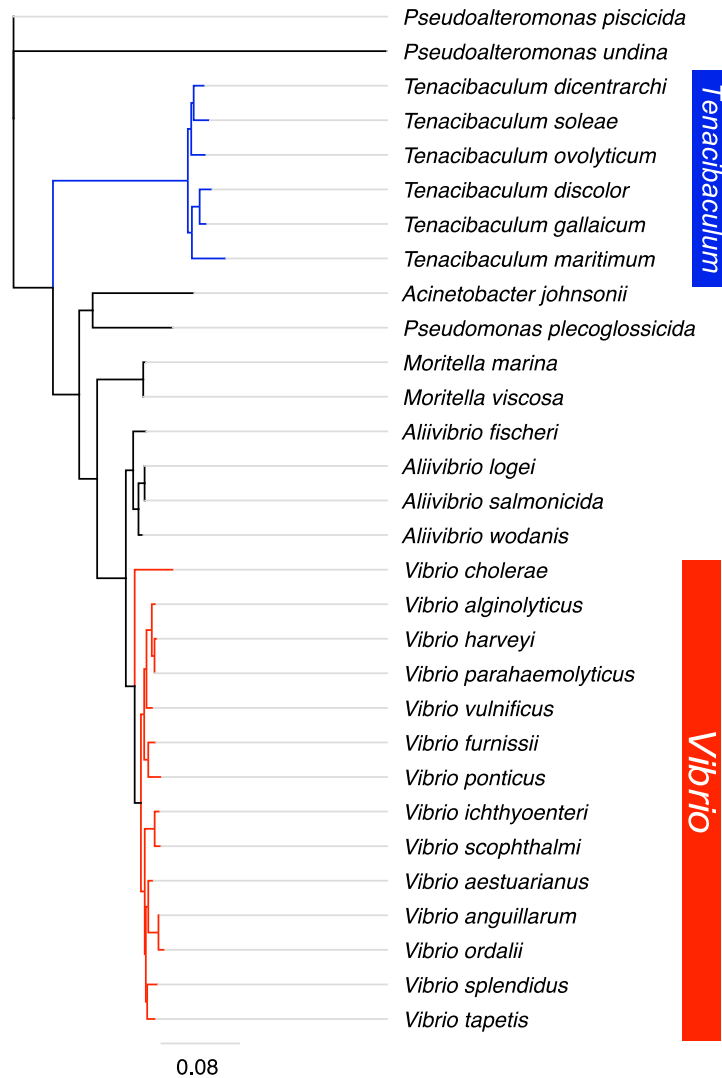 Pseudoalteromonas piscicida
Pseudoalteromonas undina
Tenacibaculum dicentrarchi
Tenacibaculum soleae
Tenacibaculum ovolyticum
Tenacibaculum discolor
Tenacibaculum gallaicum
Tenacibaculum maritimum
Tenacibaculum
Acinetobacter johnsonii
Pseudomonas plecoglossicida
Moritella marina
Moritella viscosa
Aliivibrio fischeri
Aliivibrio logei
Aliivibrio salmonicida
Aliivibrio wodanis
Vibrio cholerae
Vibrio alginolyticus
Vibrio harveyi
Vibrio parahaemolyticus
Vibrio vulnificus
Vibrio furnissii
Vibrio ponticus
Vibrio ichthyoenteri
Vibrio scophthalmi
Vibrio aestuarianus
Vibrio anguillarum
Vibrio ordalii
Vibrio splendidus
Vibrio tapetis
Vibrio
0.08